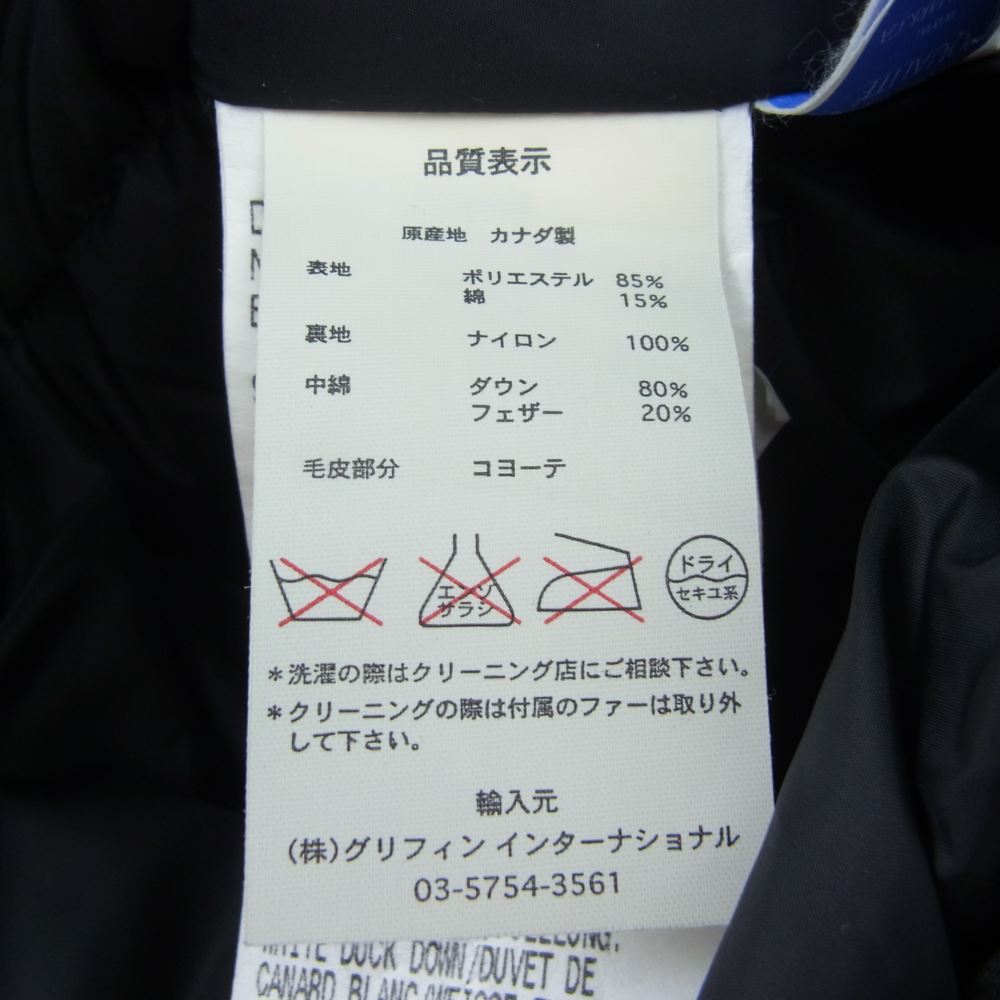 QUALITÉ
品質表示
原産地 カナダ製
表地 ポリエステル 85%
綿 15%
裏地 ナイロン 100%
中綿 ダウン 80%
フェザー 20%
毛皮部分 コヨーテ
エンソ
サラシ
ドライ
セキユ系
＊洗濯の際はクリーニング店にご相談下さい。
＊クリーニングの際は付属のファーは取り外
して下さい。
輸入元
(株)グリフィン インターナショナル
03-5754-3561
WHITE DUCK DOWN/DUVET DE
CANARD BLANC/WEISSE